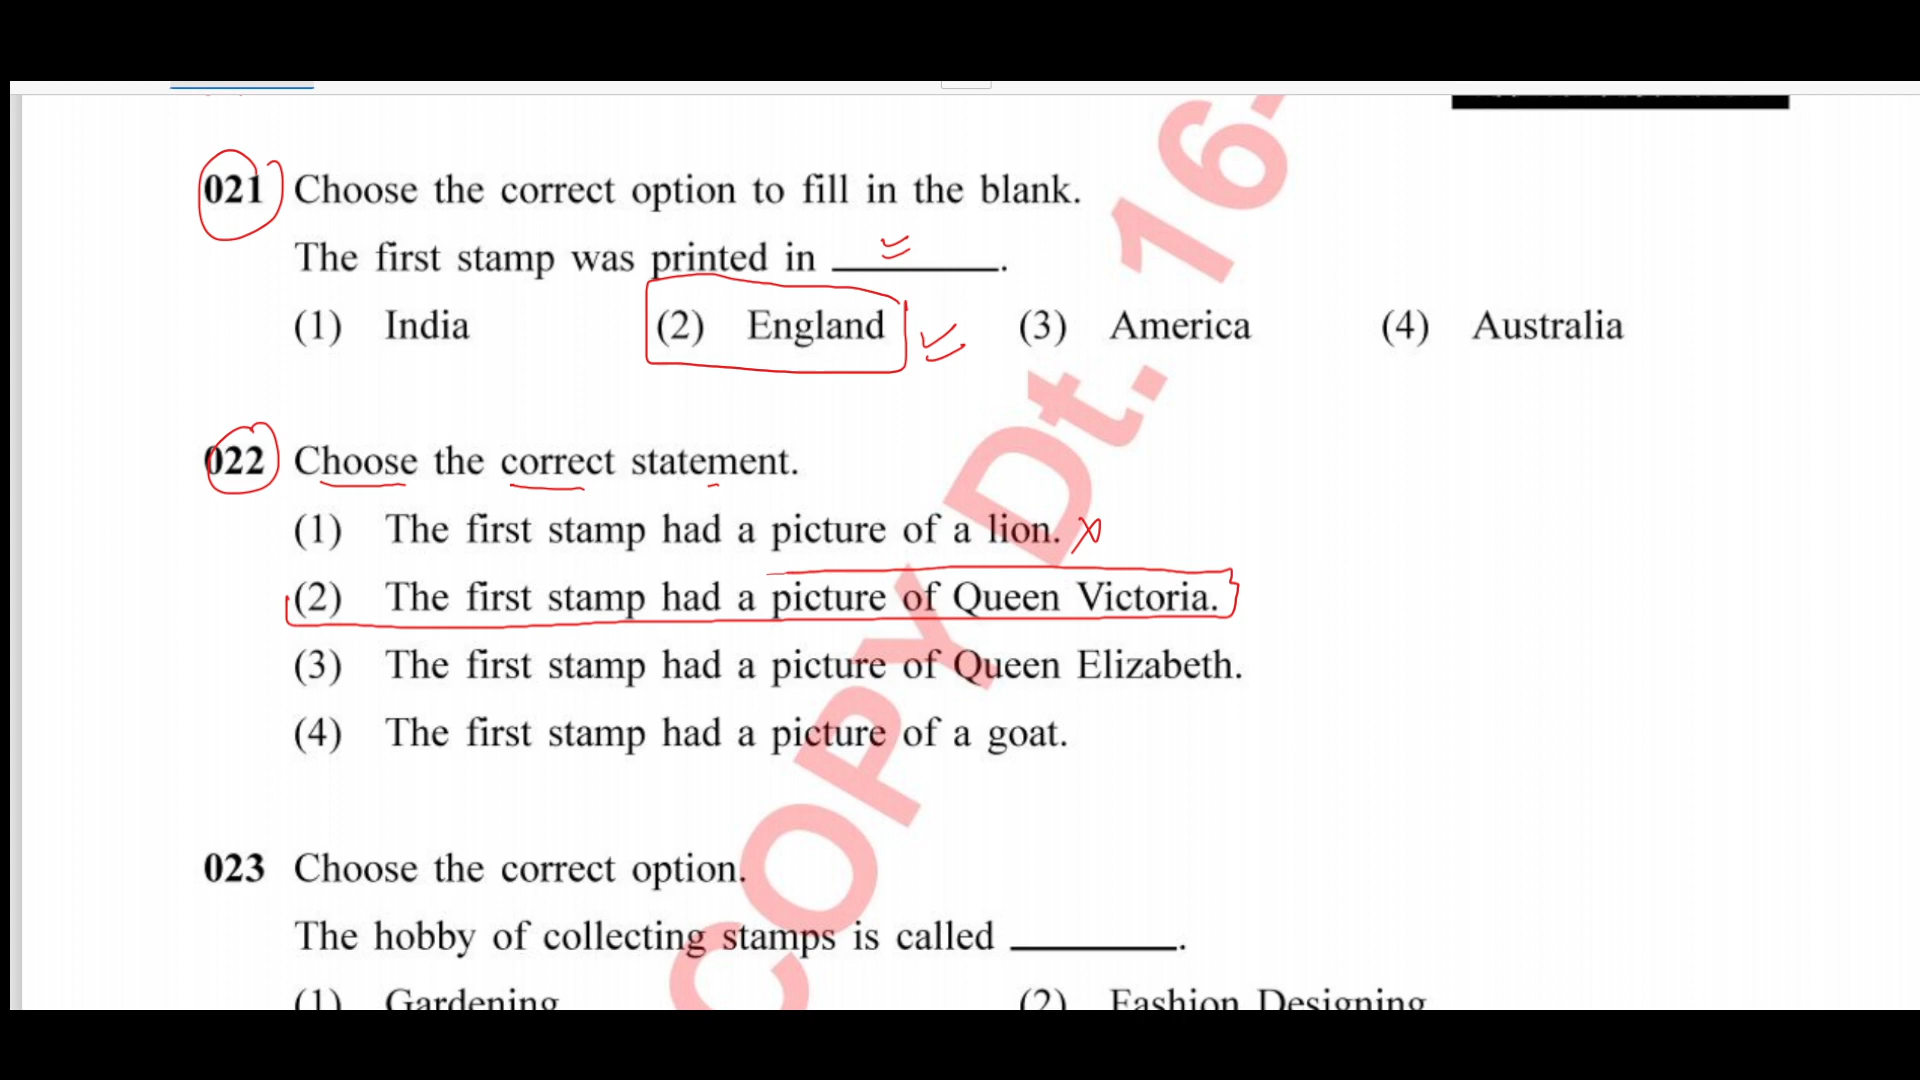 021 Choose the correct option to fill in the blank.
The first stamp was printed in ________.
(1) India (2) England (3) America (4) Australia
022 Choose the correct statement.
(1) The first stamp had a picture of a lion.
(2) The first stamp had a picture of Queen Victoria.
(3) The first stamp had a picture of Queen Elizabeth.
(4) The first stamp had a picture of a goat.
023 Choose the correct option.
The hobby of collecting stamps is called ________.
(1) Gardening (2) Fashion Designing
COPY Dt. 16-